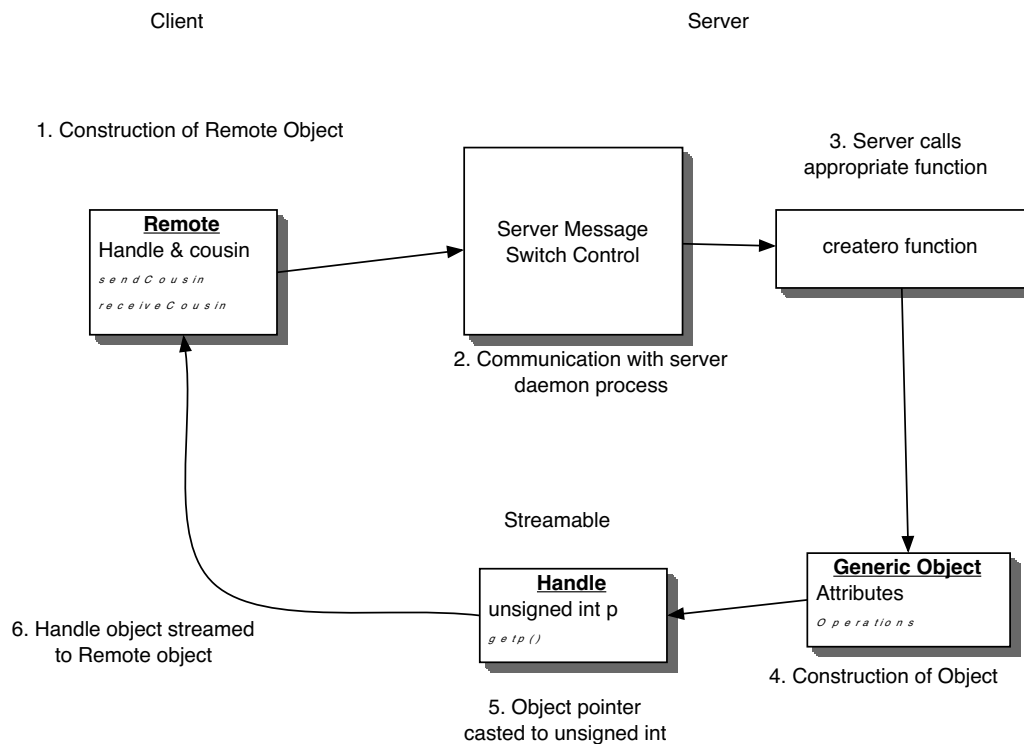 Client
Server
1. Construction of Remote Object
3. Server calls
appropriate function
Remote
Handle & cousin
sendCousin
receiveCousin
Server Message
Switch Control
createro function
2. Communication with server
daemon process
Streamable
Handle
unsigned int p
getp()
Generic Object
Attributes
Operations
6. Handle object streamed
to Remote object
4. Construction of Object
5. Object pointer
casted to unsigned int